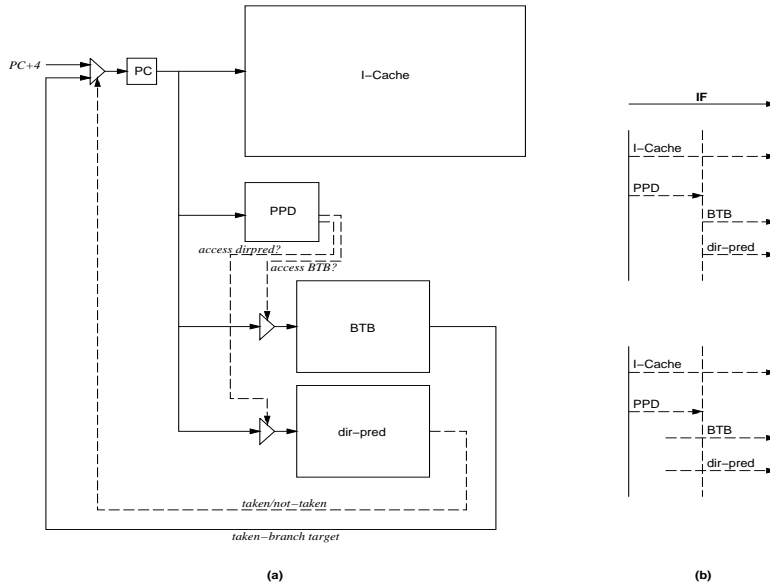 PC+4
PC
I−Cache
PPD
access dirpred?
access BTB?
BTB
dir−pred
taken/not−taken
taken−branch target
(a)
IF
I−Cache
PPD
BTB
dir−pred
I−Cache
PPD
BTB
dir−pred
(b)